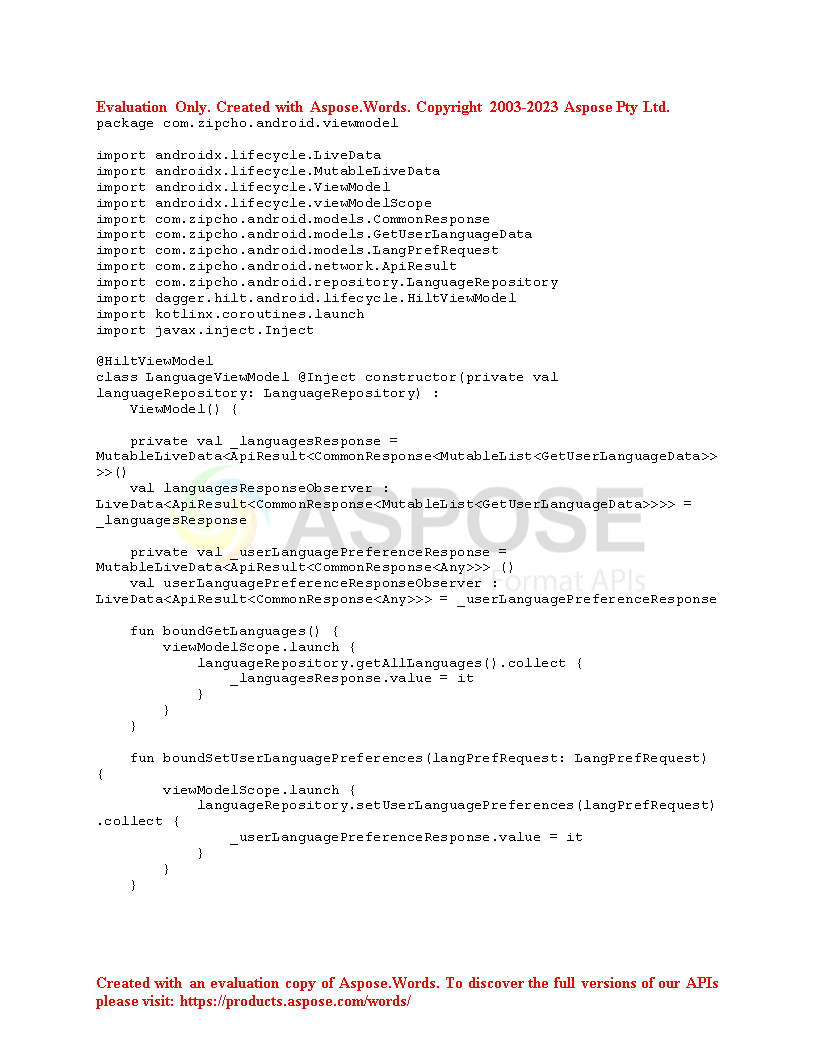 Evaluation Only. Created with Aspose.Words. Copyright 2003-2023 Aspose Pty Ltd.
package com.zipcho.android.viewmodel
import androidx.lifecycle.LiveData
import androidx.lifecycle.MutableLiveData
import androidx.lifecycle.ViewModel
import androidx.lifecycle.viewModelScope
import com.zipcho.android.models.CommonResponse
import com.zipcho.android.models.GetUserLanguageData
import com.zipcho.android.models.LangPrefRequest
import com.zipcho.android.network.ApiResult
import com.zipcho.android.repository.LanguageRepository
import dagger.hilt.android.lifecycle.HiltViewModel
import kotlinx.coroutines.launch
import javax.inject.Inject
@HiltViewModel
class LanguageViewModel @Inject constructor(private val
languageRepository: LanguageRepository) :
    ViewModel() {
    private val _languagesResponse =
MutableLiveData<ApiResult<CommonResponse<MutableList<GetUserLanguageData>>
>>()
    val languagesResponseObserver :
LiveData<ApiResult<CommonResponse<MutableList<GetUserLanguageData>>>> =
_languagesResponse
ASPOSE
    private val _userLanguagePreferenceResponse =
MutableLiveData<ApiResult<CommonResponse<Any>>> ()
    val userLanguagePreferenceResponseObserver :
Format APIs
LiveData<ApiResult<CommonResponse<Any>>> = _userLanguagePreferenceResponse
    fun boundGetLanguages() {
        viewModelScope.launch {
            languageRepository.getAllLanguages().collect {
                _languagesResponse.value = it
            }
        }
    }
    fun boundSetUserLanguagePreferences(langPrefRequest: LangPrefRequest)
{
        viewModelScope.launch {
            languageRepository.setUserLanguagePreferences(langPrefRequest)
.collect {
                _userLanguagePreferenceResponse.value = it
            }
        }
    }
Created with an evaluation copy of Aspose.Words. To discover the full versions of our APIs
please visit: https://products.aspose.com/words/